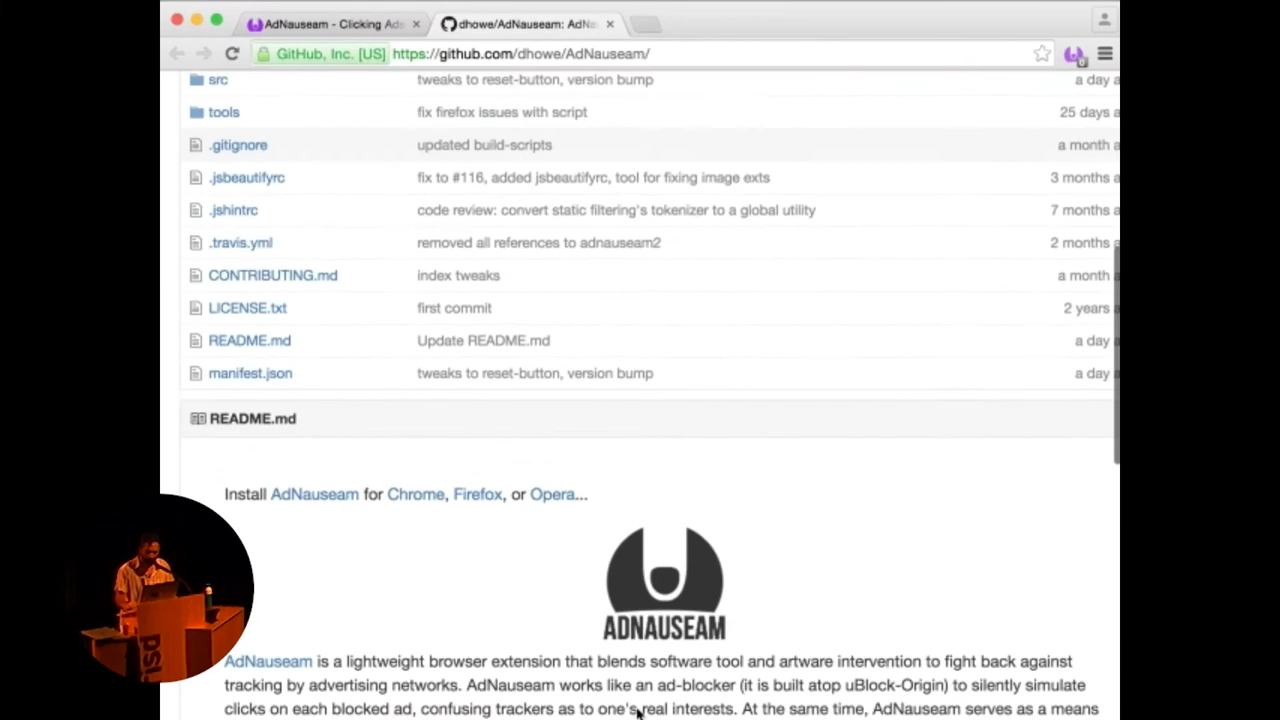 AdNauseam - Clicking Ads
dhowe/AdNauseam: AdNa
GitHub, Inc. [US] https://github.com/dhowe/AdNauseam/
src tweaks to reset-button, version bump a day a
tools fix firefox issues with script 25 days a
.gitignore updated build-scripts a month a
.jsbeautifyrc fix to #116, added jsbeautifyrc, tool for fixing image exts 3 months a
.jshintrc code review: convert static filtering's tokenizer to a global utility 7 months a
.travis.yml removed all references to adnauseam2 2 months a
CONTRIBUTING.md index tweaks a month a
LICENSE.txt first commit 2 years a
README.md Update README.md a day a
manifest.json tweaks to reset-button, version bump a day a
README.md
Install AdNauseam for Chrome, Firefox, or Opera...
ADNAUSEAM
AdNauseam is a lightweight browser extension that blends software tool and artware intervention to fight back against
tracking by advertising networks. AdNauseam works like an ad-blocker (it is built atop uBlock-Origin) to silently simulate
clicks on each blocked ad, confusing trackers as to one's real interests. At the same time, AdNauseam serves as a means